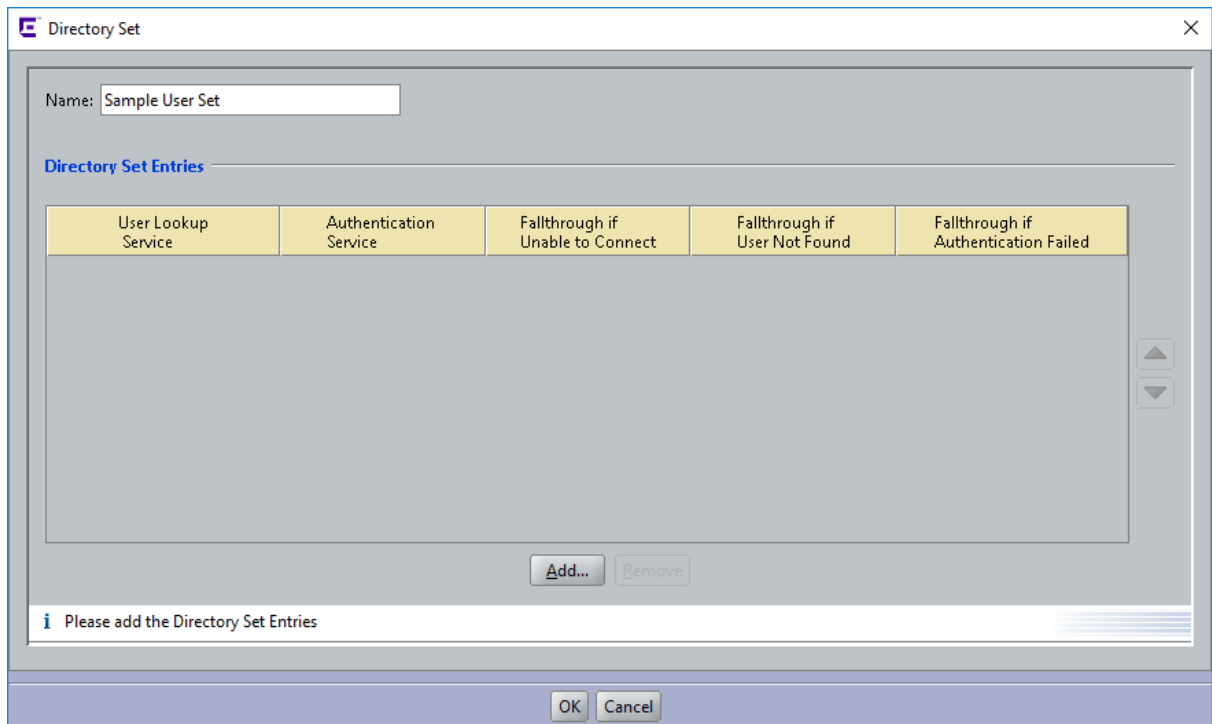 Directory Set
Name: Sample User Set
Directory Set Entries
User Lookup Service
Authentication Service
Fallthrough if Unable to Connect
Fallthrough if User Not Found
Fallthrough if Authentication Failed
Add...
Remove
i Please add the Directory Set Entries
OK
Cancel